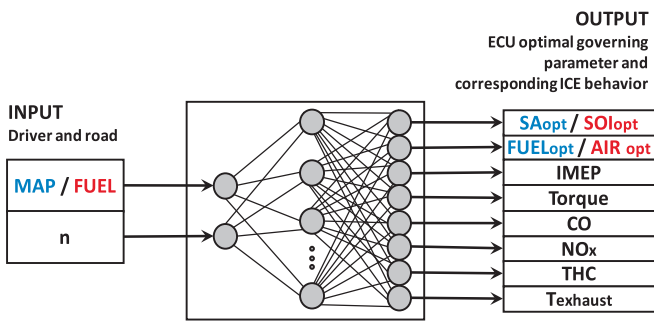 OUTPUT
ECU optimal governing
parameter and
corresponding ICE behavior
INPUT
Driver and road
MAP / FUEL
n
SAopt / SOIopt
FUELopt / AIR opt
IMEP
Torque
CO
NOx
THC
Texhaust